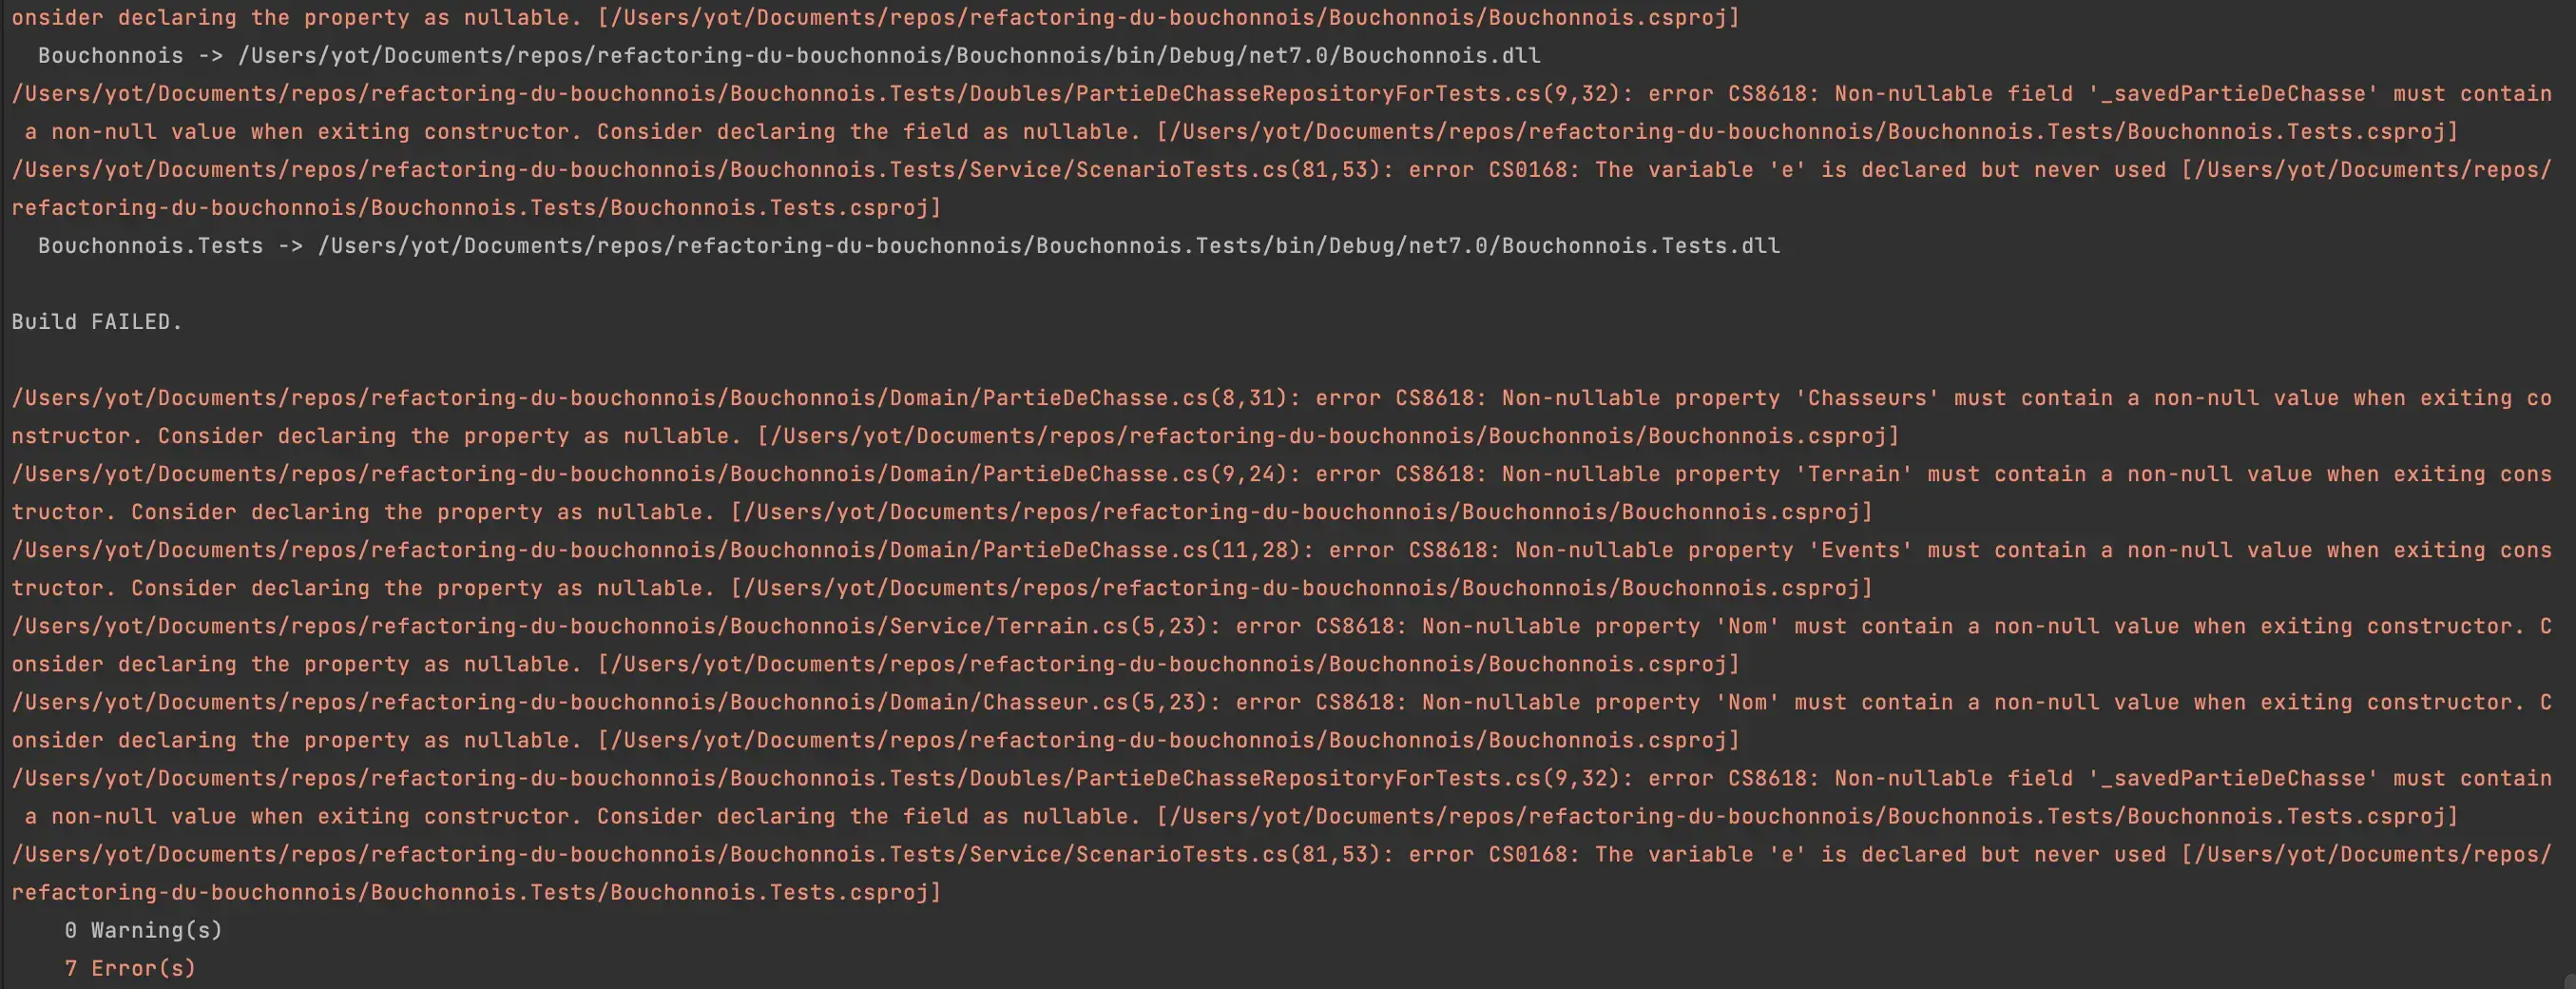 onsider declaring the property as nullable. [/Users/yot/Documents/repos/refactoring-du-bouchonnois/Bouchonnois/Bouchonnois.csproj]
  Bouchonnois -> /Users/yot/Documents/repos/refactoring-du-bouchonnois/Bouchonnois/bin/Debug/net7.0/Bouchonnois.dll
/Users/yot/Documents/repos/refactoring-du-bouchonnois/Bouchonnois.Tests/Doubles/PartieDeChasseRepositoryForTests.cs(9,32): error CS8618: Non-nullable field '_savedPartieDeChasse' must contain
 a non-null value when exiting constructor. Consider declaring the field as nullable. [/Users/yot/Documents/repos/refactoring-du-bouchonnois/Bouchonnois.Tests/Bouchonnois.Tests.csproj]
/Users/yot/Documents/repos/refactoring-du-bouchonnois/Bouchonnois.Tests/Service/ScenarioTests.cs(81,53): error CS0168: The variable 'e' is declared but never used [/Users/yot/Documents/repos/
refactoring-du-bouchonnois/Bouchonnois.Tests/Bouchonnois.Tests.csproj]
  Bouchonnois.Tests -> /Users/yot/Documents/repos/refactoring-du-bouchonnois/Bouchonnois.Tests/bin/Debug/net7.0/Bouchonnois.Tests.dll

Build FAILED.

/Users/yot/Documents/repos/refactoring-du-bouchonnois/Bouchonnois/Domain/PartieDeChasse.cs(8,31): error CS8618: Non-nullable property 'Chasseurs' must contain a non-null value when exiting co
nstructor. Consider declaring the property as nullable. [/Users/yot/Documents/repos/refactoring-du-bouchonnois/Bouchonnois/Bouchonnois.csproj]
/Users/yot/Documents/repos/refactoring-du-bouchonnois/Bouchonnois/Domain/PartieDeChasse.cs(9,24): error CS8618: Non-nullable property 'Terrain' must contain a non-null value when exiting cons
tructor. Consider declaring the property as nullable. [/Users/yot/Documents/repos/refactoring-du-bouchonnois/Bouchonnois/Bouchonnois.csproj]
/Users/yot/Documents/repos/refactoring-du-bouchonnois/Bouchonnois/Domain/PartieDeChasse.cs(11,28): error CS8618: Non-nullable property 'Events' must contain a non-null value when exiting cons
tructor. Consider declaring the property as nullable. [/Users/yot/Documents/repos/refactoring-du-bouchonnois/Bouchonnois/Bouchonnois.csproj]
/Users/yot/Documents/repos/refactoring-du-bouchonnois/Bouchonnois/Service/Terrain.cs(5,23): error CS8618: Non-nullable property 'Nom' must contain a non-null value when exiting constructor. C
onsider declaring the property as nullable. [/Users/yot/Documents/repos/refactoring-du-bouchonnois/Bouchonnois/Bouchonnois.csproj]
/Users/yot/Documents/repos/refactoring-du-bouchonnois/Bouchonnois/Domain/Chasseur.cs(5,23): error CS8618: Non-nullable property 'Nom' must contain a non-null value when exiting constructor. C
onsider declaring the property as nullable. [/Users/yot/Documents/repos/refactoring-du-bouchonnois/Bouchonnois/Bouchonnois.csproj]
/Users/yot/Documents/repos/refactoring-du-bouchonnois/Bouchonnois.Tests/Doubles/PartieDeChasseRepositoryForTests.cs(9,32): error CS8618: Non-nullable field '_savedPartieDeChasse' must contain
 a non-null value when exiting constructor. Consider declaring the field as nullable. [/Users/yot/Documents/repos/refactoring-du-bouchonnois/Bouchonnois.Tests/Bouchonnois.Tests.csproj]
/Users/yot/Documents/repos/refactoring-du-bouchonnois/Bouchonnois.Tests/Service/ScenarioTests.cs(81,53): error CS0168: The variable 'e' is declared but never used [/Users/yot/Documents/repos/
refactoring-du-bouchonnois/Bouchonnois.Tests/Bouchonnois.Tests.csproj]
    0 Warning(s)
    7 Error(s)